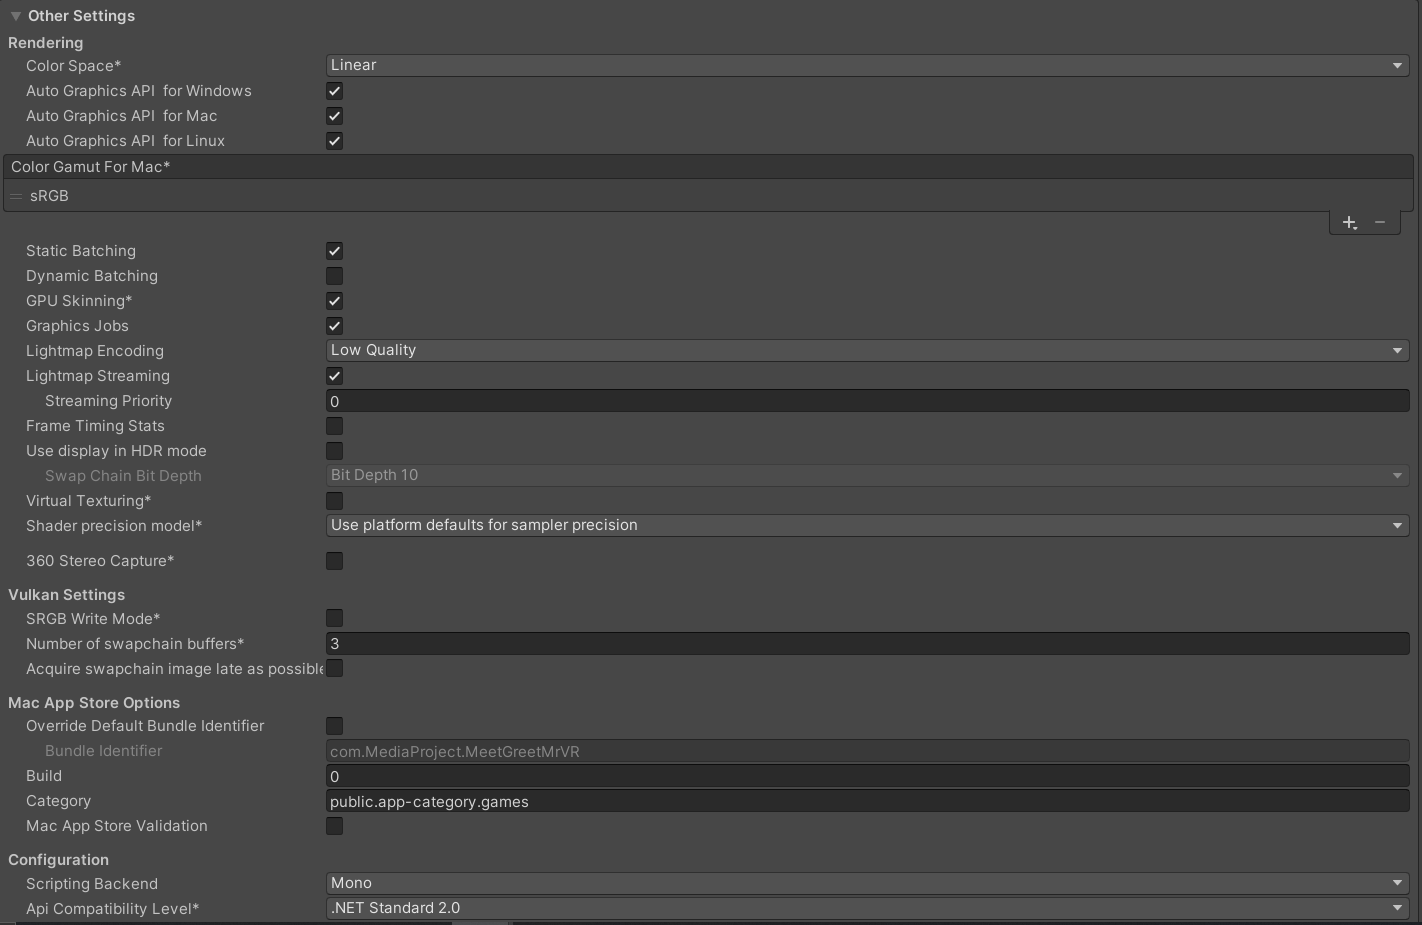 Other Settings
Rendering
Color Space* Linear
Auto Graphics API  for Windows
Auto Graphics API  for Mac
Auto Graphics API  for Linux
Color Gamut For Mac*
sRGB
Static Batching
Dynamic Batching
GPU Skinning*
Graphics Jobs
Lightmap Encoding Low Quality
Lightmap Streaming
Streaming Priority 0
Frame Timing Stats
Use display in HDR mode
Swap Chain Bit Depth Bit Depth 10
Virtual Texturing*
Shader precision model* Use platform defaults for sampler precision
360 Stereo Capture*
Vulkan Settings
SRGB Write Mode*
Number of swapchain buffers* 3
Acquire swapchain image late as possible
Mac App Store Options
Override Default Bundle Identifier
Bundle Identifier com.MediaProject.MeetGreetMrVR
Build 0
Category public.app-category.games
Mac App Store Validation
Configuration
Scripting Backend Mono
Api Compatibility Level* .NET Standard 2.0